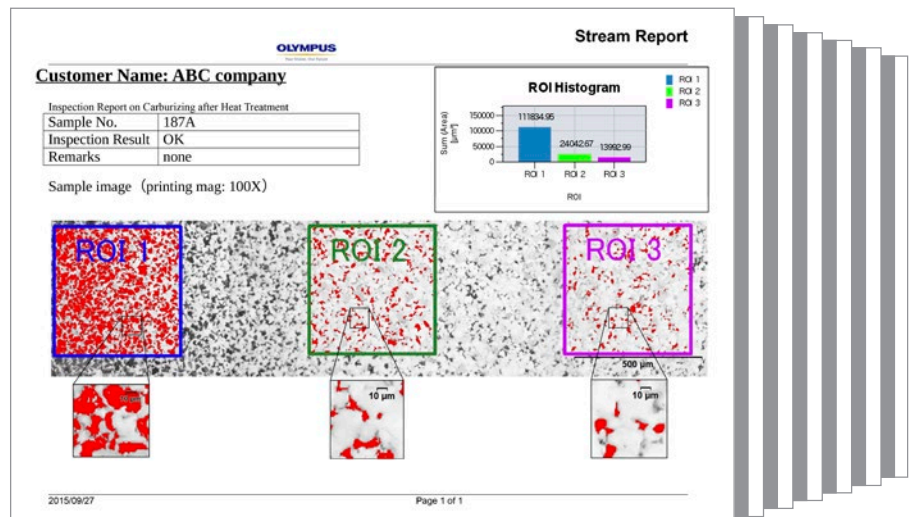 Stream Report
OLYMPUS
Your Vision, Our Future
Customer Name: ABC company
Inspection Report on Carburizing after Heat Treatment
Sample No. 187A
Inspection Result OK
Remarks none
Sample image (printing mag: 100X)
ROI Histogram
ROI 1
ROI 2
ROI 3
Sum (Area)
[µm²]
150000
100000
50000
0
111834.95
24042.67
13992.99
ROI 1 ROI 2 ROI 3
ROI
ROI 1 ROI 2 ROI 3
500 µm
10 µm 10 µm 10 µm
2015/09/27 Page 1 of 1